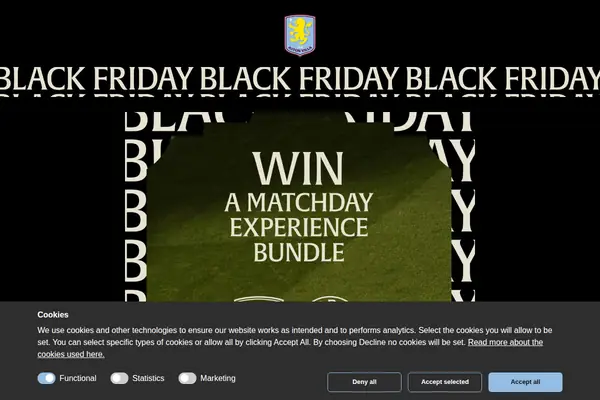 BLACK FRIDAY BLACK FRIDAY BLACK FRIDAY
WIN
A MATCHDAY
EXPERIENCE
BUNDLE
Cookies
We use cookies and other technologies to ensure our website works as intended and to performs analytics. Select the cookies you will allow to be
set. You can select specific types of cookies or allow all by clicking Accept All. By choosing Decline no cookies will be set. Read more about the
cookies used here.
Functional Statistics Marketing
Deny all Accept selected Accept all